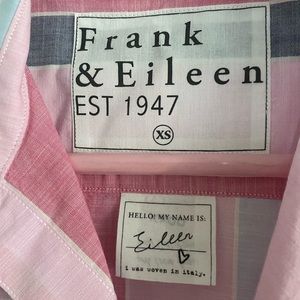 Frank
& Eileen
EST 1947
XS
HELLO! MY NAME IS:
Eileen
i was woven in italy.